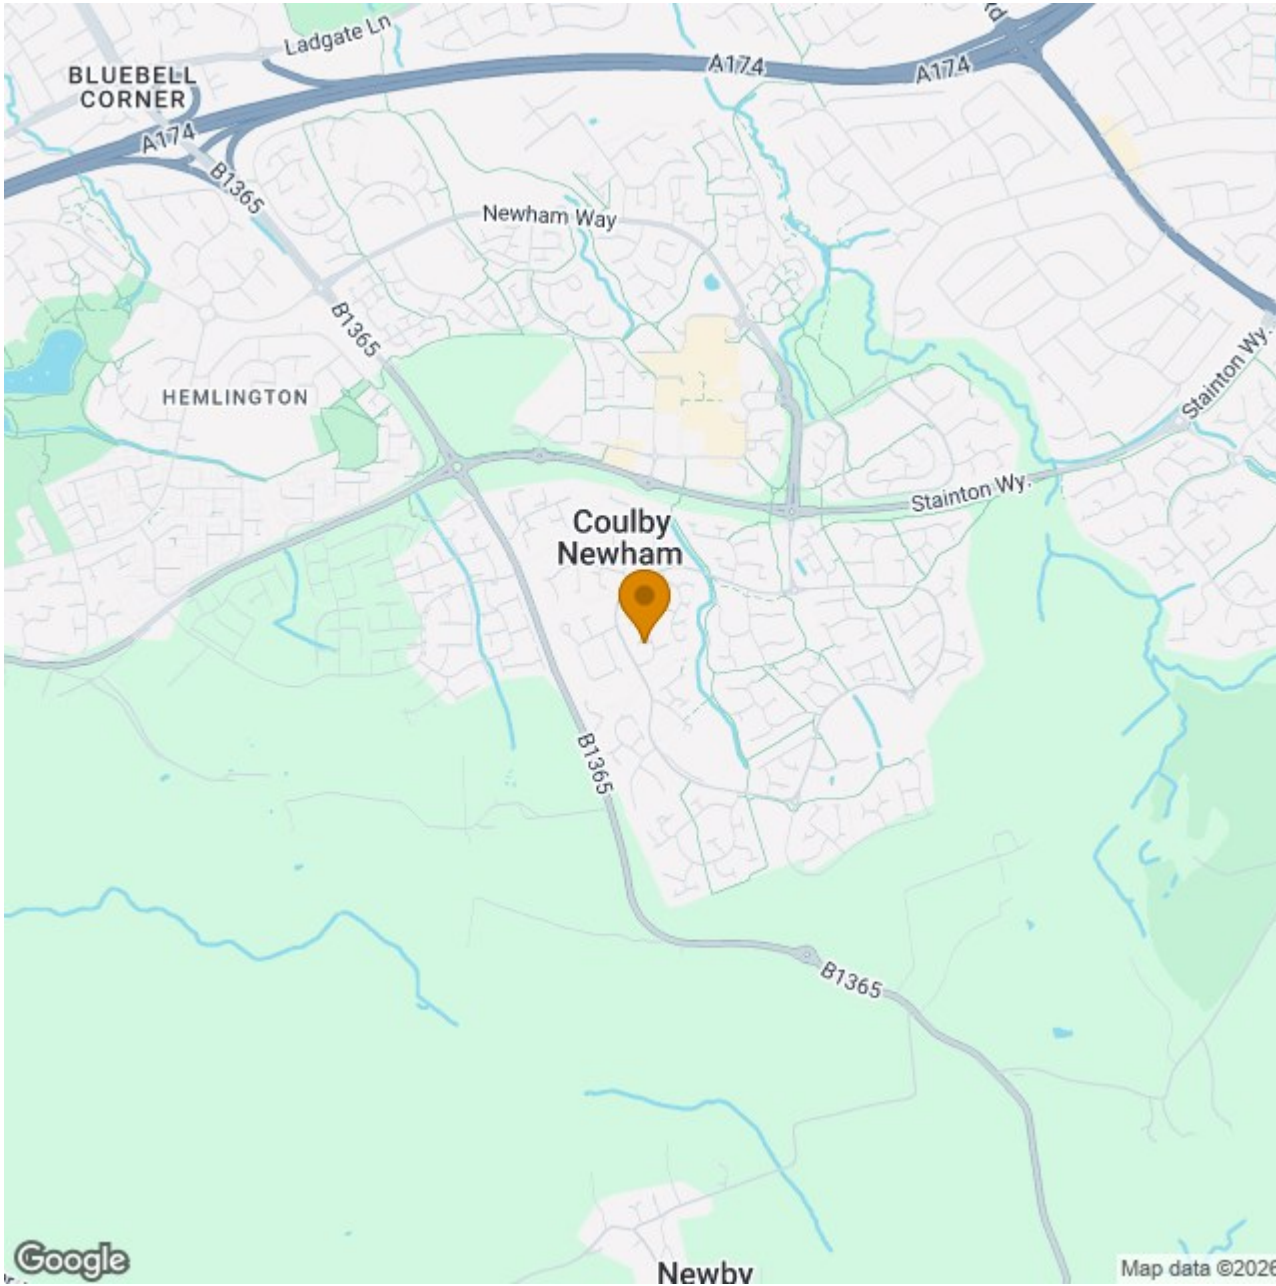 Ladgate Ln
BLUEBELL
CORNER
A174
A174
A174
B1365
Newham Way
B1365
Stainton Wy.
HEMLINGTON
Stainton Wy.
Coulby
Newham
B1365
B1365
Newby
Google
Map data ©2026